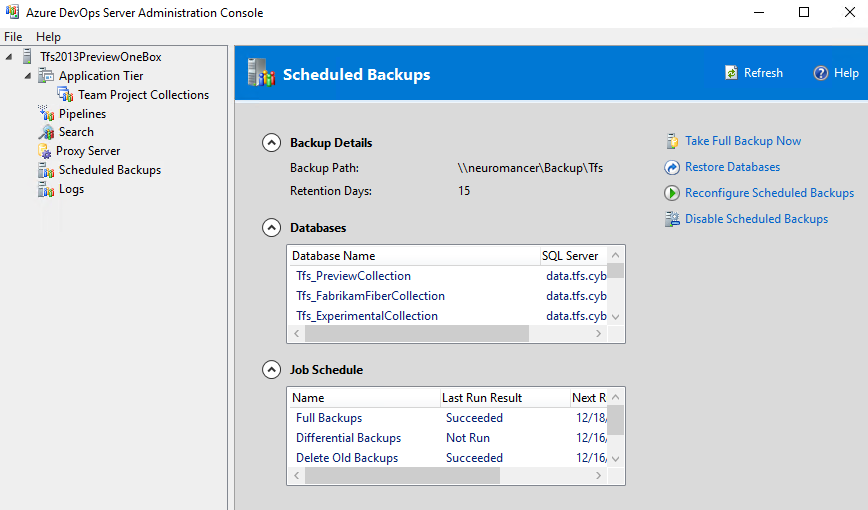 Azure DevOps Server Administration Console
File Help
Tfs2013PreviewOneBox
Application Tier
Team Project Collections
Pipelines
Search
Proxy Server
Scheduled Backups
Logs
Scheduled Backups
Refresh
Help
Backup Details
Backup Path: \\neuromancer\Backup\Tfs
Retention Days: 15
Databases
Database Name SQL Server
Tfs_PreviewCollection data.tfs.cyb
Tfs_FabrikamFiberCollection data.tfs.cyb
Tfs_ExperimentalCollection data.tfs.cyb
Job Schedule
Name Last Run Result Next R
Full Backups Succeeded 12/18/
Differential Backups Not Run 12/16/
Delete Old Backups Succeeded 12/16/
Take Full Backup Now
Restore Databases
Reconfigure Scheduled Backups
Disable Scheduled Backups